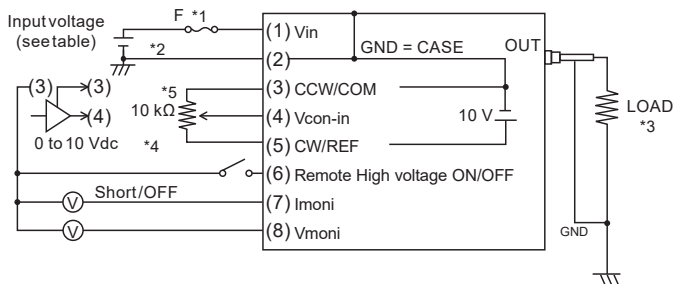 F *1
Input voltage
(see table)
*2
(1) Vin
(2)
GND = CASE
OUT
(3)
(3)
(4)
0 to 10 Vdc
*5
10 kΩ
*4
(3) CCW/COM
(4) Vcon-in
(5) CW/REF
10 V
LOAD
*3
(6) Remote High voltage ON/OFF
Short/OFF
V
(7) Imoni
V
(8) Vmoni
GND